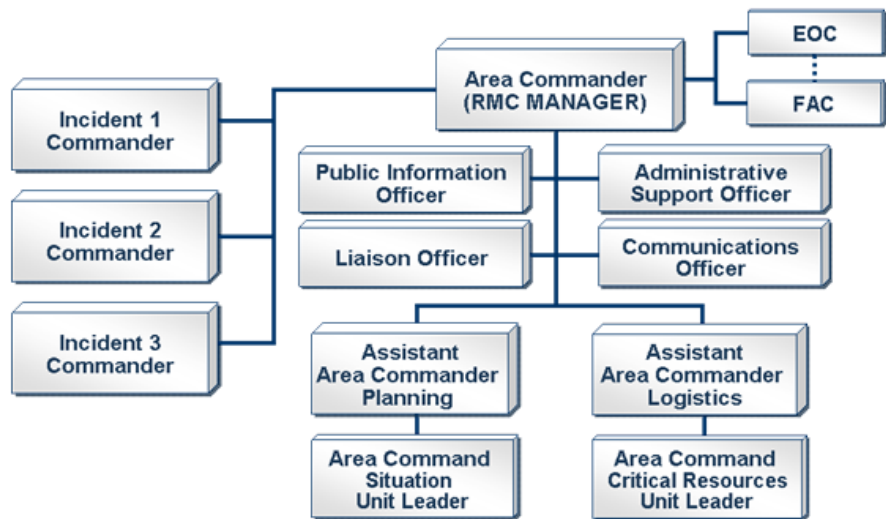 Area Commander
(RMC MANAGER)
EOC
FAC
Incident 1
Commander
Incident 2
Commander
Incident 3
Commander
Public Information
Officer
Administrative
Support Officer
Liaison Officer
Communications
Officer
Assistant
Area Commander
Planning
Assistant
Area Commander
Logistics
Area Command
Situation
Unit Leader
Area Command
Critical Resources
Unit Leader